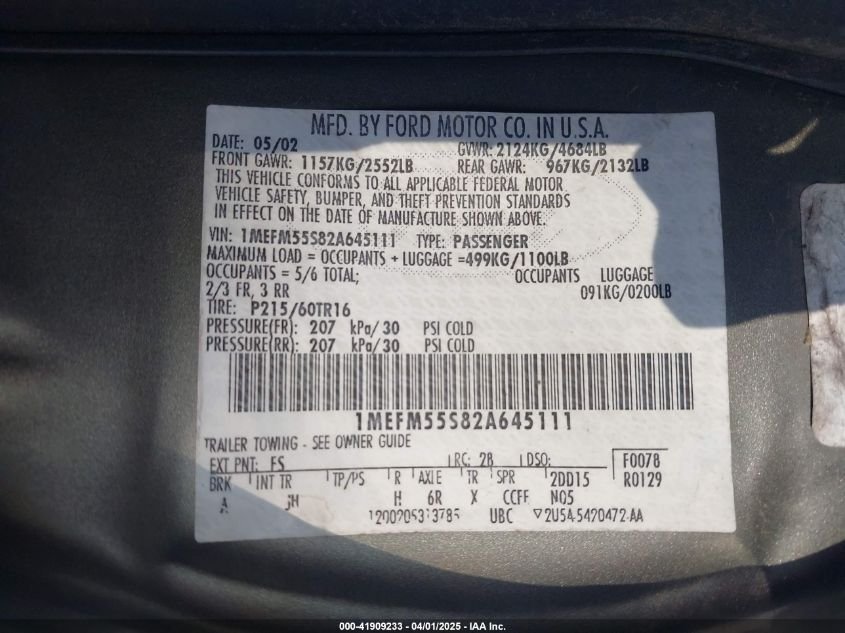 MFD. BY FORD MOTOR CO. IN U.S.A.
DATE: 05/02 GVWR: 2124KG/4684LB
FRONT GAWR: 1157KG/2552LB REAR GAWR: 967KG/2132LB
THIS VEHICLE CONFORMS TO ALL APPLICABLE FEDERAL MOTOR
VEHICLE SAFETY, BUMPER, AND THEFT PREVENTION STANDARDS
IN EFFECT ON THE DATE OF MANUFACTURE SHOWN ABOVE.
VIN: 1MEFM55S82A645111 TYPE: PASSENGER
MAXIMUM LOAD = OCCUPANTS + LUGGAGE =499KG/1100LB
OCCUPANTS = 5/6 TOTAL; OCCUPANTS LUGGAGE
2/3 FR, 3 RR 091KG/0200LB
TIRE: P215/60TR16
PRESSURE(FR): 207 kPa/30 PSI COLD
PRESSURE(RR): 207 kPa/30 PSI COLD
1MEFM55S82A645111
TRAILER TOWING - SEE OWNER GUIDE
EXT PNT: FS RC: 28 DSO: F0078
BRK INT TR TP/PS R AXLE TR SPR 2DD15 R0129
A JH H 6R X CCFF NO5
UBC
000-41909233 - 04/01/2025 - IAA Inc.